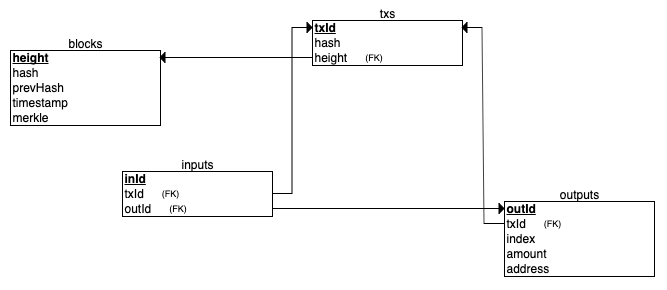 txs
txId
hash
height (FK)
blocks
height
hash
prevHash
timestamp
merkle
inputs
inId
txId (FK)
outId (FK)
outputs
outId
txId (FK)
index
amount
address